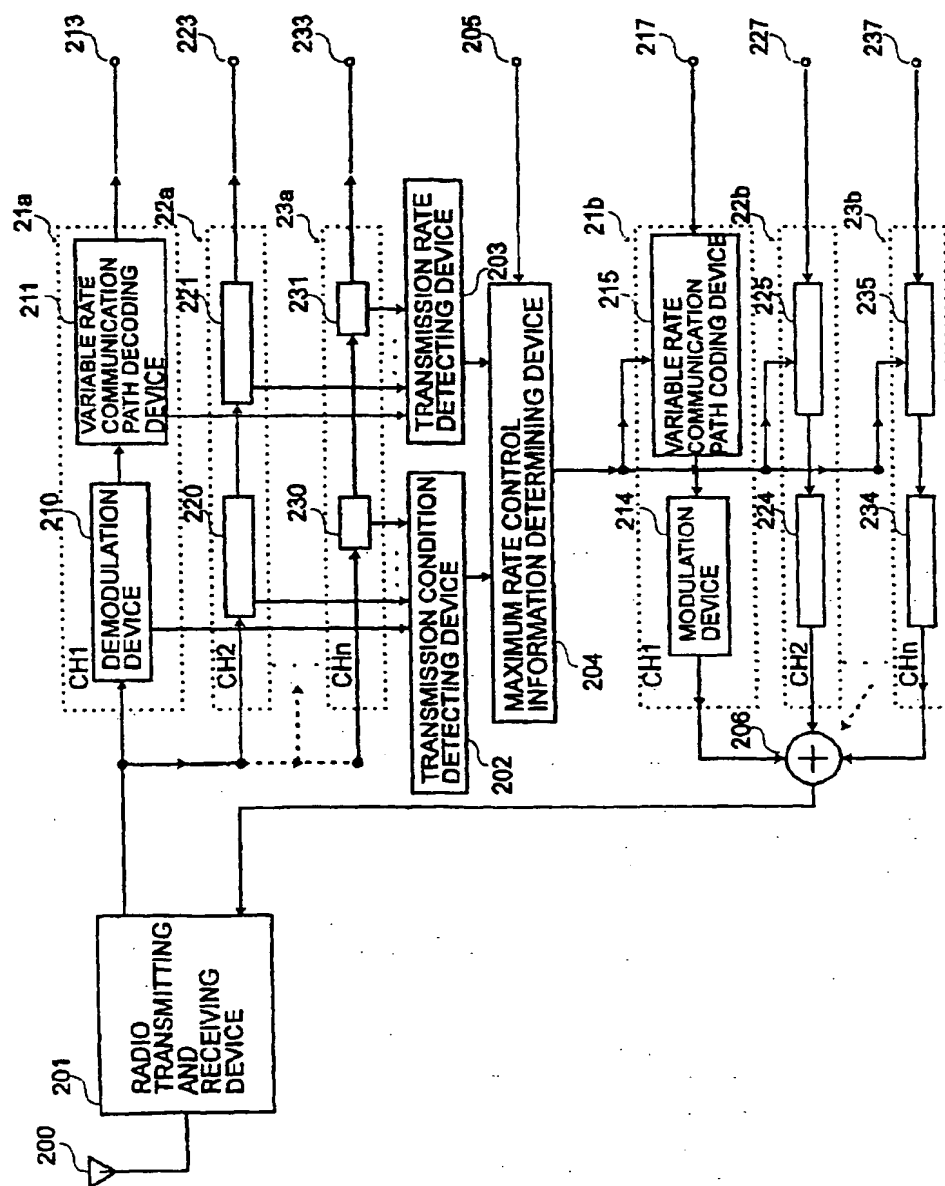 200
201
RADIO
TRANSMITTING
AND
RECEIVING
DEVICE
21a
CH1
210
DEMODULATION
DEVICE
211
VARIABLE RATE
COMMUNICATION
PATH DECODING
DEVICE
213
22a
CH2
220
221
223
23a
CHn
230
231
233
TRANSMISSION CONDITION
DETECTING DEVICE
202
TRANSMISSION RATE
DETECTING DEVICE
203
MAXIMUM RATE CONTROL
INFORMATION DETERMINING DEVICE
204
205
21b
CH1
214
MODULATION
DEVICE
215
VARIABLE RATE
COMMUNICATION
PATH CODING DEVICE
217
206
22b
CH2
224
225
227
23b
CHn
234
235
237